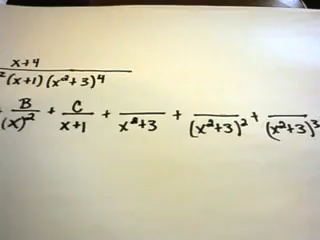 x+4
²(x+1)(x²+3)⁴
B/(x)² + C/x+1 + /x²+3 + /(x²+3)² + /(x²+3)³